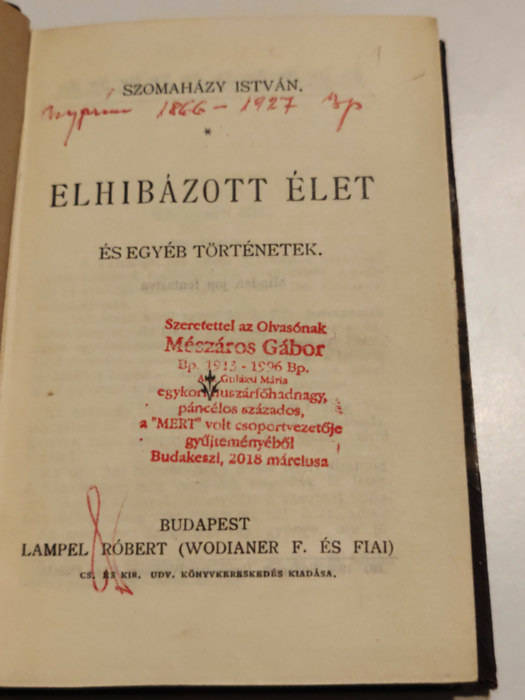 SZOMAHÁZY ISTVÁN.
1866 - 1927 Bp
*
ELHIBÁZOTT ÉLET
ÉS EGYÉB TÖRTÉNETEK.
Szeretettel az Olvasónak
Mészáros Gábor
Bp. 1913 - 1996 Bp.
Mária
egykori huszárfőhadnagy,
páncélos százados,
a "MERT" volt csoportvezetője
gyűjteményéből
Budakeszi, 2018 márciusa
BUDAPEST
LAMPEL RÓBERT (WODIANER F. ÉS FIAI)
CS. ÉS KIR. UDV. KÖNYVKERESKEDÉS KIADÁSA.